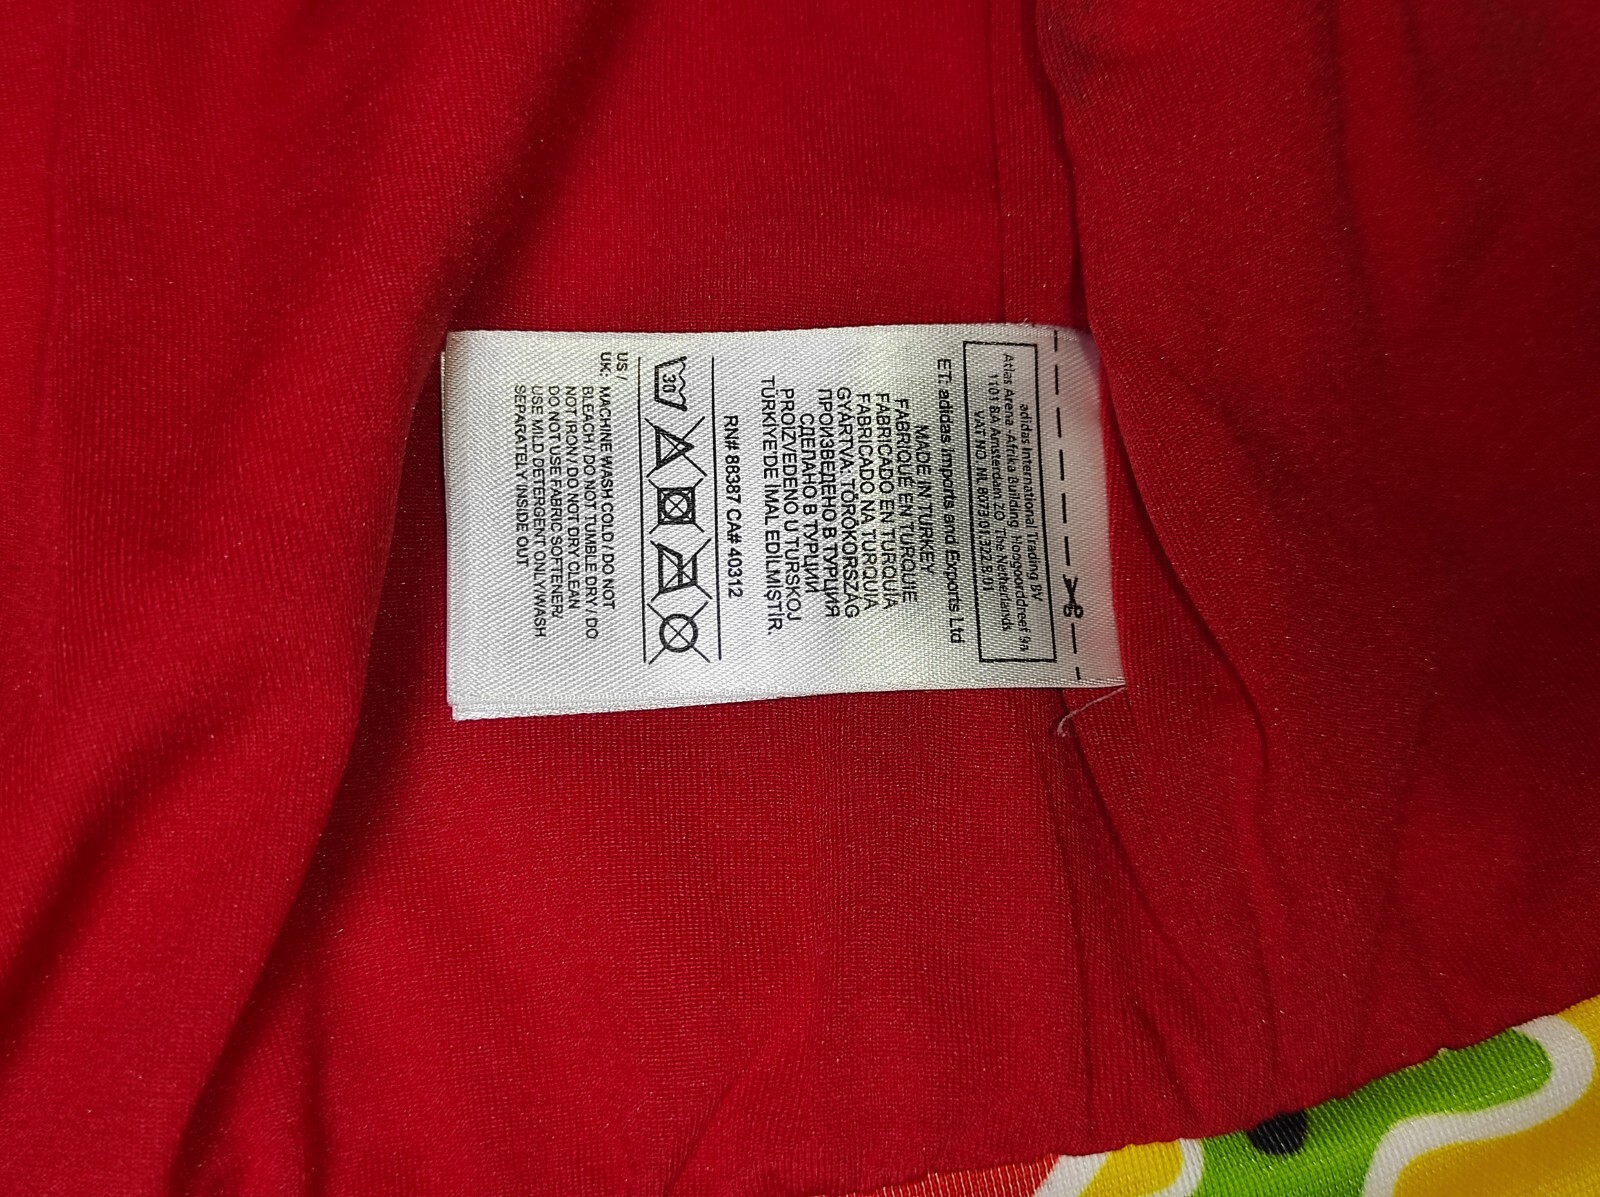 adidas International Trading BV
Atlas Arena -Afrika Building, Hoogoorddreef 9a
1101 BA Amsterdam ZO, The Netherlands
VAT NO. NL 8073.01.322.B.01
ET: adidas Imports and Exports Ltd
MADE IN TURKEY
FABRIQUÉ EN TURQUIE
FABRICADO EN TURQUÍA
FABRICADO NA TURQUIA
GYÁRTVA: TÖRÖKORSZÁG
ПРОИЗВЕДЕНО В ТУРЦИЯ
СДЕЛАНО В ТУРЦИИ
PROIZVEDENO U TURSKOJ
TÜRKİYE'DE İMAL EDİLMİŞTİR.
RN# 88387 CA# 40312
30
US /
UK: MACHINE WASH COLD / DO NOT
BLEACH / DO NOT TUMBLE DRY / DO
NOT IRON / DO NOT DRY CLEAN
DO NOT USE FABRIC SOFTENER/
USE MILD DETERGENT ONLY/WASH
SEPARATELY INSIDE OUT